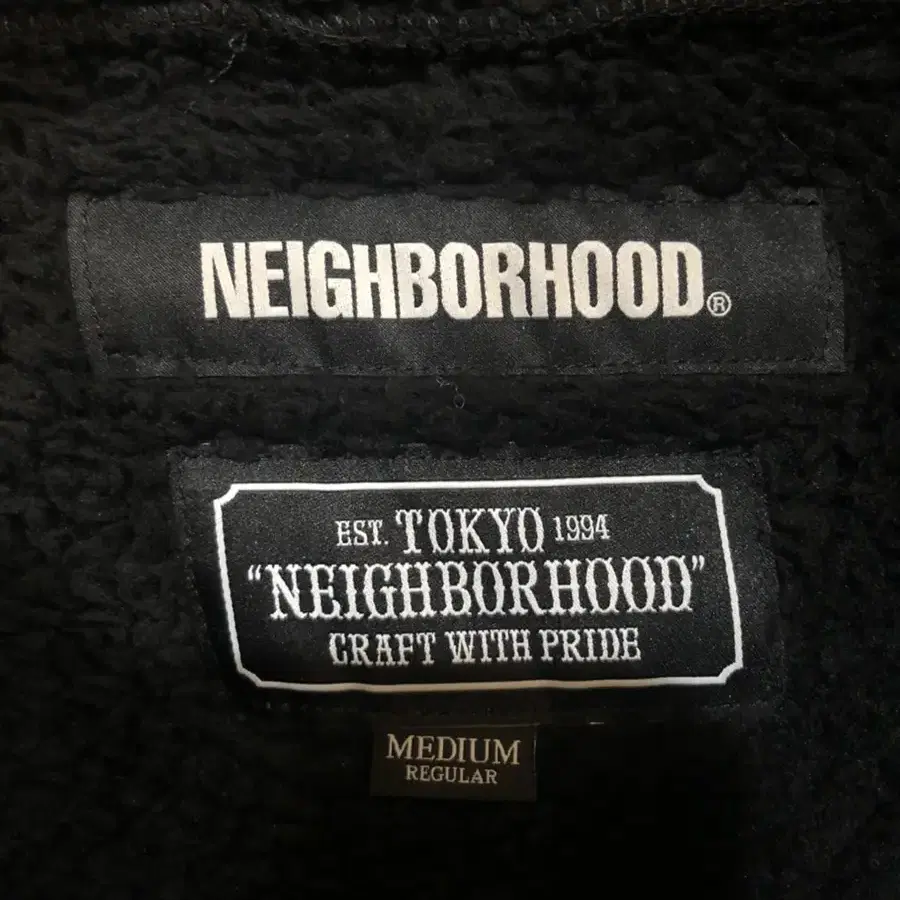 NEIGHBORHOOD®
EST. TOKYO 1994
"NEIGHBORHOOD"
CRAFT WITH PRIDE
MEDIUM
REGULAR